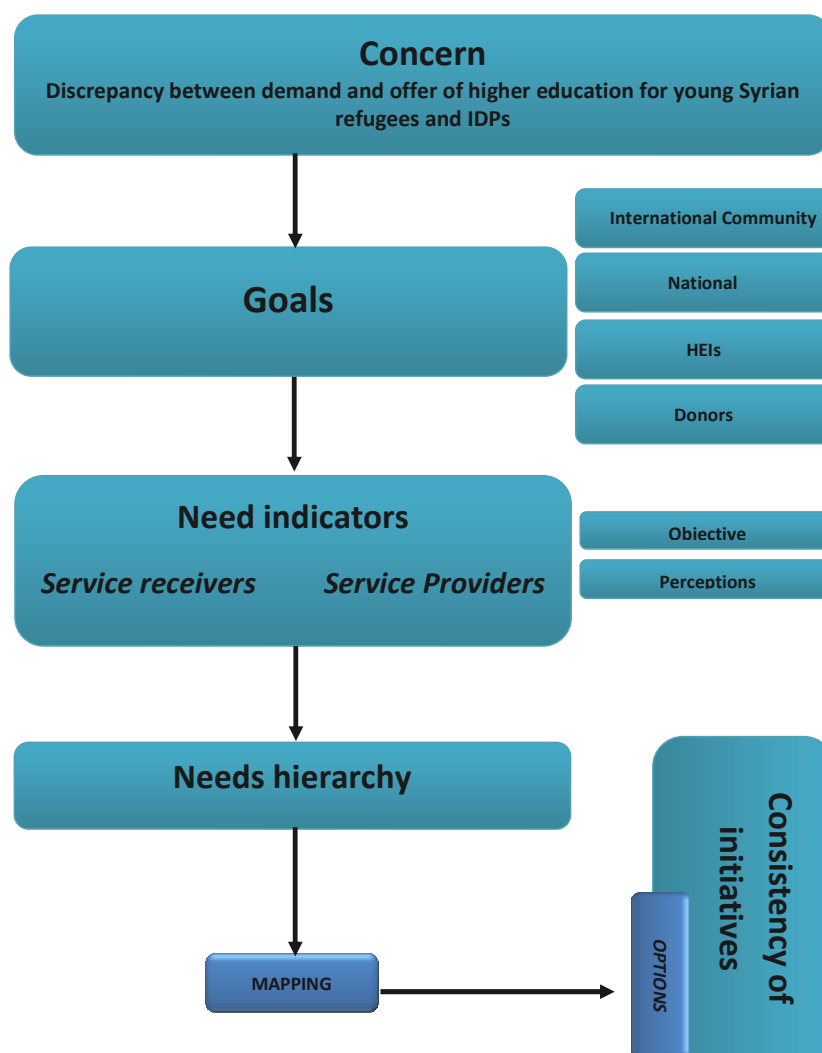 Concern
Discrepancy between demand and offer of higher education for young Syrian
refugees and IDPs
International Community
Goals
National
HEIs
Donors
Need indicators
Service receivers Service Providers
Objective
Perceptions
Needs hierarchy
Consistency of
initiatives
OPTIONS
MAPPING